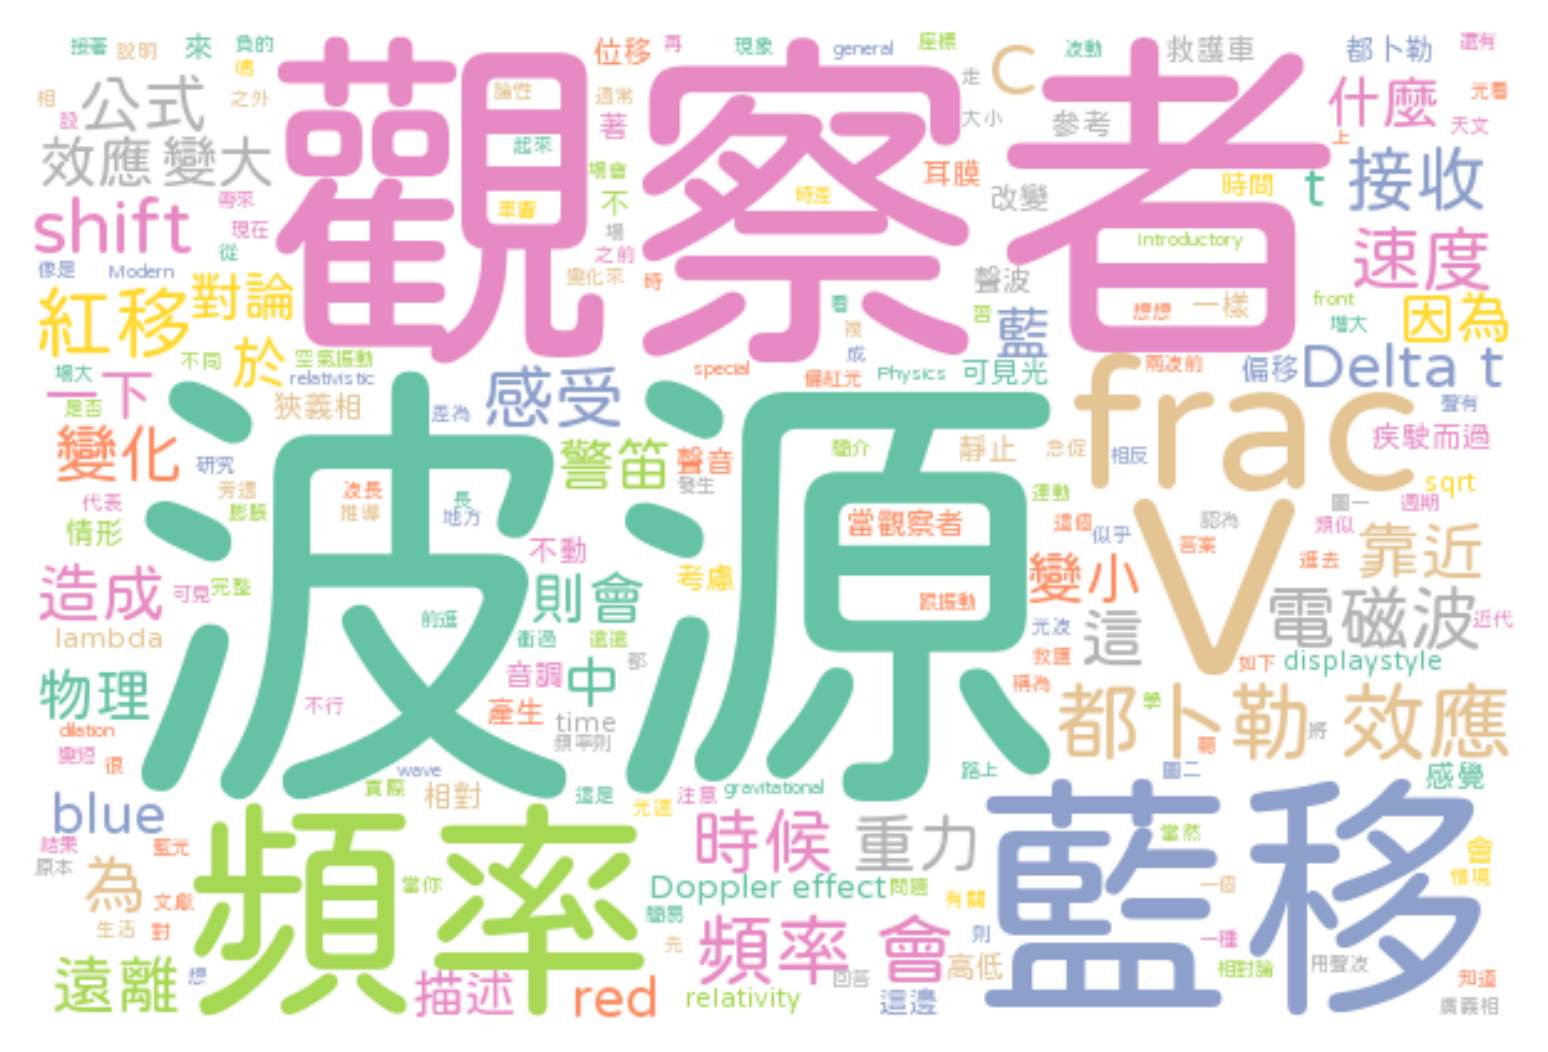 接著 說明 來 負的 位移 再 現象 general 座標 C 波動 救護車 都卜勒 還有
相 公式 之外 觀察者 論性 通常 走 什麼 光看
設 著 大小 參考 上 天文
效應 變大 起來 場會 耳膜 接收
shift 帶來 車響 不 時差 改變 時間 t
現在 場 之前 Introductory 速度
像是 Modern 從 變化來 時 聲波
紅移 對論 看 藍 想想 一樣 front 因為
不同 於 空氣振動 複 增大
relativistic 成 special 儷紅光 Physics 可見光 兩次前 偏移 Delta t
一下 是否 狹義相 差為 感受 frac 聲有
變化 研究 警笛 聲音 簡介 靜止 急促 相反 疾駛而過
旁邊 波長 長 發生 sqrt
代表 膨脹 推導 地方 波源 運動 圖一 週期
情形 不動 當觀察者 這個 似乎 認為 類似 靠近
答案
造成 可見 完整 則會 考慮 變小 V 進去
前進 跟振動 光波 這 電磁波 近代
lambda 衝過 遠遠 救護 如下 displaystyle
物理 音調 中 都 稱為
不行 產生 time 都卜勒 學 效應
dilation 頻率則 聽 將
變短 很 wave 路上 圖二 感覺
實際 相對 這是 gravitational
blue 光速 注意 藍移
結果 藍光 頻率 時候 重力 當然 會
原本 為 當你 Doppler effect 問題 一個 情境
文獻 簡易 有關
生活 對 先 頻率 會 則 一種
遠離 想 描述 red 回答 高低 相對論 用聲波 知道
relativity 這邊 廣義相